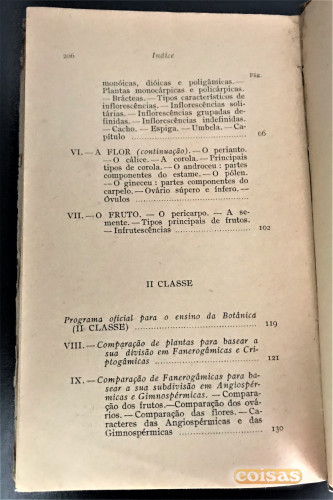 206 Índice
Pág.
monóicas, dióicas e poligâmicas.—
Plantas monocárpicas e policárpicas.
— Brácteas. — Tipos característicos de
inflorescências. — Inflorescências soli-
tárias. — Inflorescências grupadas de-
finidas. — Inflorescências indefinidas.
— Cacho. — Espiga. — Umbela. — Ca-
pítulo ........ 66
VI. — A FLOR (continuação). — O perianto.
— O cálice. — A corola. — Principais
tipos de corola. — O androceu : partes
componentes do estame. — O pólen.
— O gineceu : partes componentes do
carpelo. — Ovário súpero e ínfero. —
Óvulos ........
VII. — O FRUTO. — O pericarpo. — A se-
mente. — Tipos principais de frutos.
— Infrutescências ........ 102
II CLASSE
Programa oficial para o ensino da Botânica
(II CLASSE) ........ 119
VIII. — Comparação de plantas para basear a
sua divisão em Fanerogâmicas e Cri-
ptogâmicas ........ 121
IX. — Comparação de Fanerogâmicas para ba-
sear a sua subdivisão em Angiospér-
micas e Gimnospérmicas. — Compara-
ção dos frutos. — Comparação dos ová-
rios. — Comparação das flores. — Ca-
racteres das Angiospérmicas e das
Gimnospérmicas ........ 130
coisas